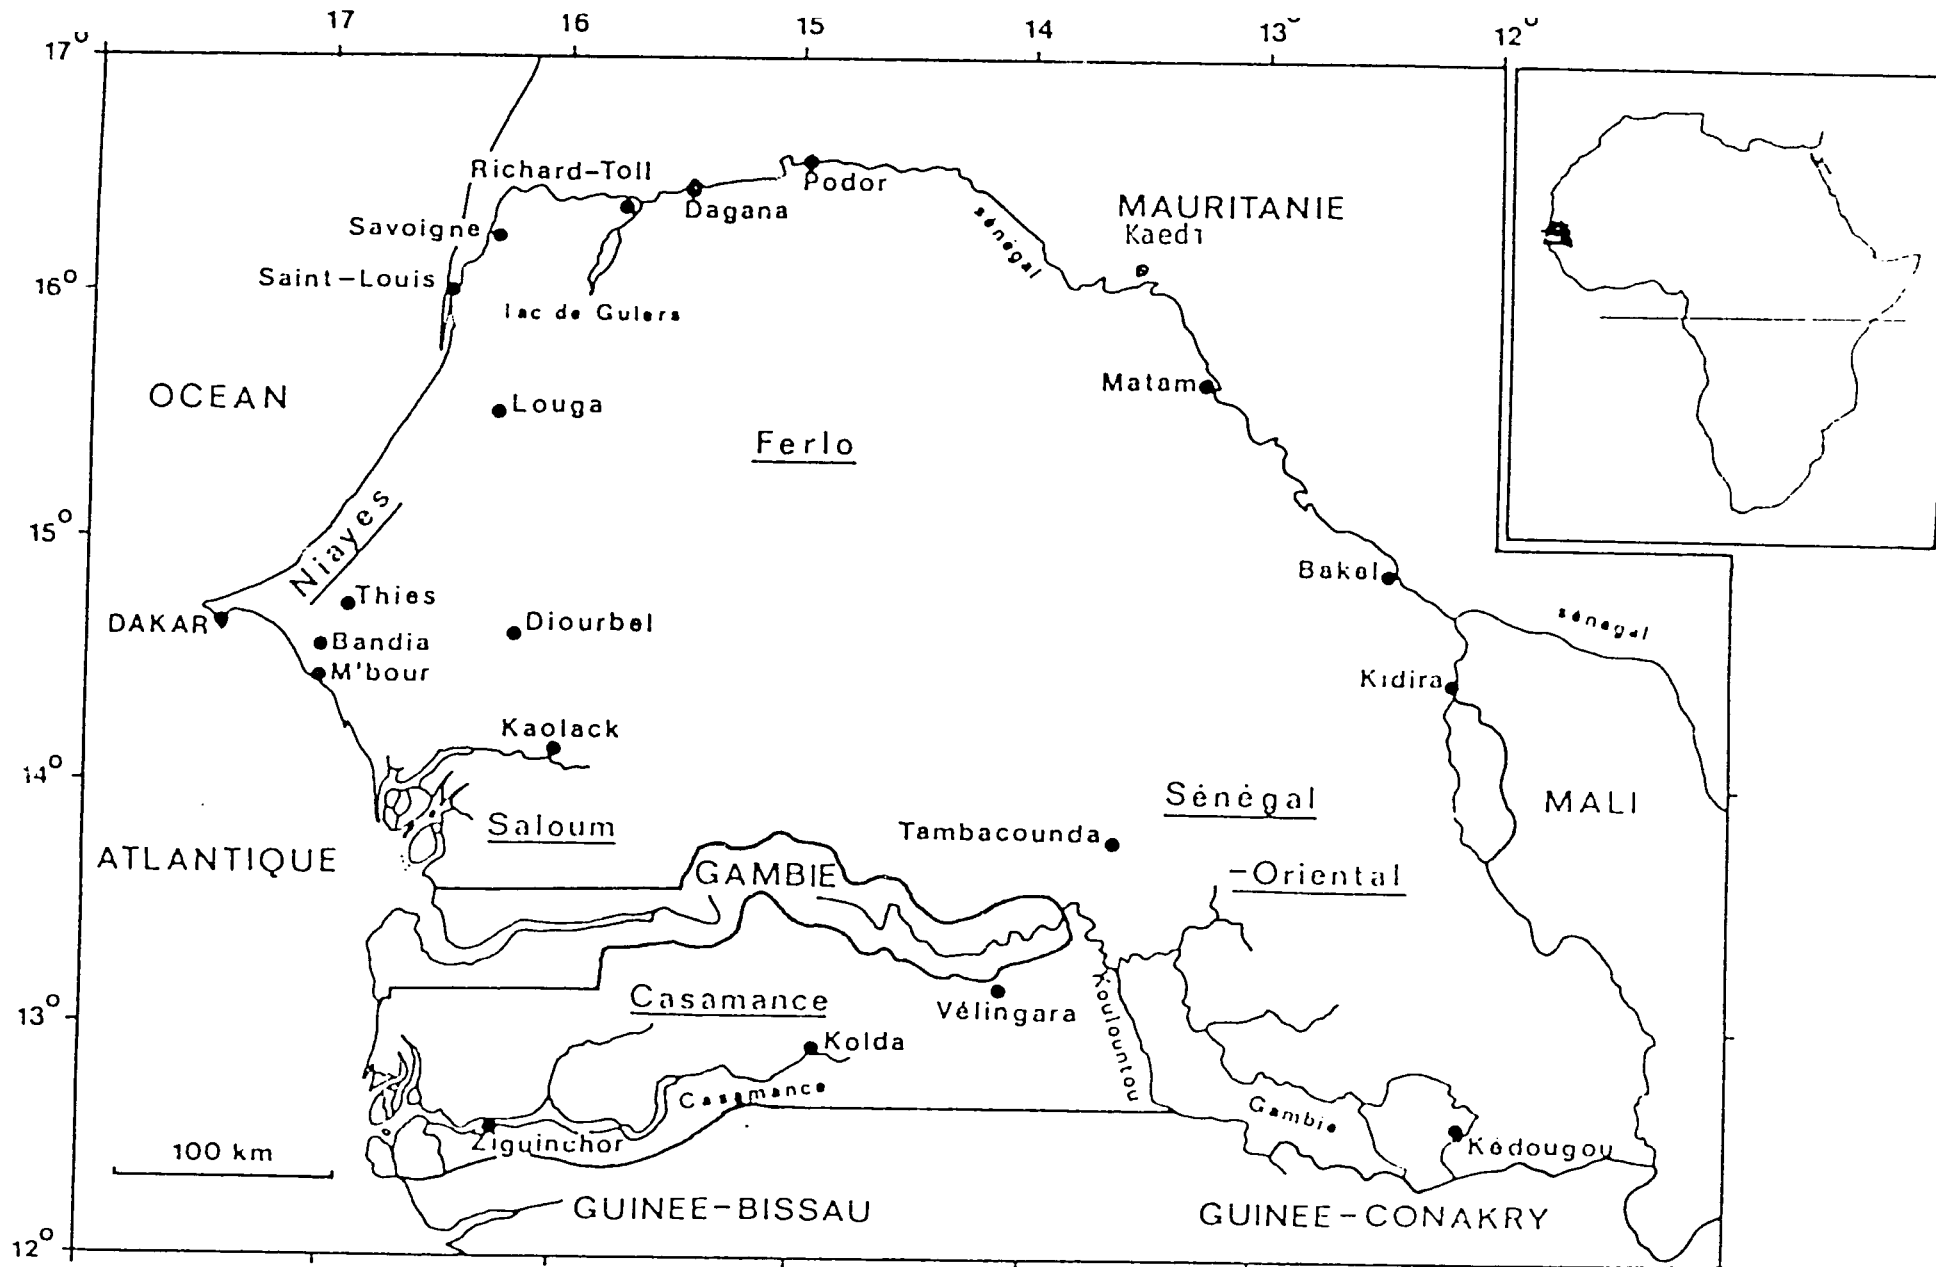 17 16 15 14 13° 12°
17°
Richard-Toll
Podor
Dagana
MAURITANIE
Kaedi
Savoigne
sénégal
Saint-Louis
16°
lac de Guiers
Matam
OCEAN
Louga
Ferlo
Niayes
15°
Bakel
Thies
DAKAR
Diourbel
sénégal
Bandia
M'bour
Kidira
Kaolack
14°
Sénégal
MALI
Saloum
Tambacounda
ATLANTIQUE
GAMBIE
-Oriental
Casamance
Vélingara
Koulountou
13°
Kolda
Casamance
Gambie
Ziguinchor
Kédougou
100 km
GUINEE-BISSAU
GUINEE-CONAKRY
12°